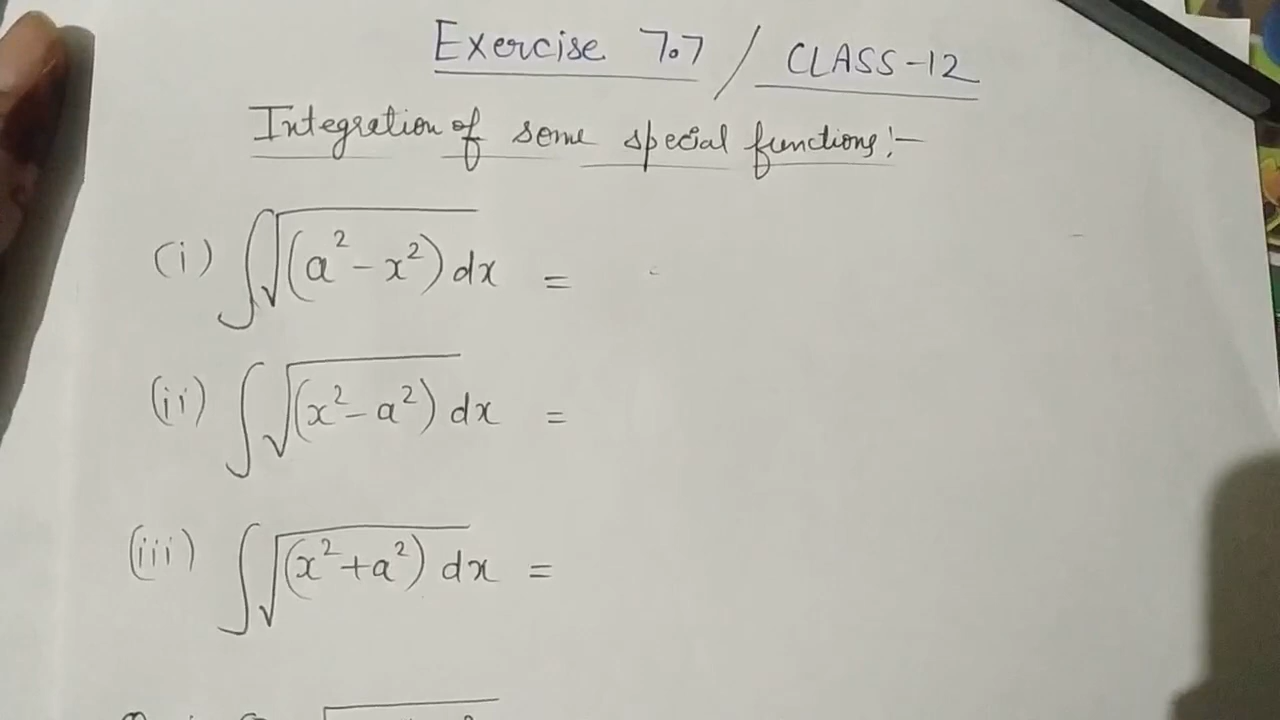 Exercise 7.7 / CLASS-12
Integration of some special functions:-
(i) ∫√(a²-x²) dx =
(ii) ∫√(x²-a²) dx =
(iii) ∫√(x²+a²) dx =